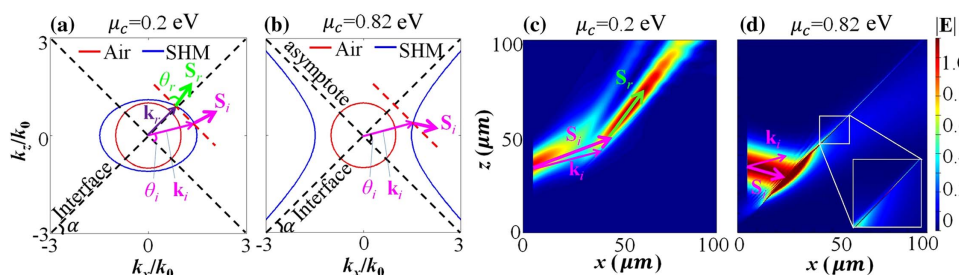 (a) μc=0.2 eV
Air SHM
θr
Sr
kr
Si
θi
ki
Interface
α
kz/k0
3
0
-3
-3 0 3
kx/k0
(b) μc=0.82 eV
Air SHM
asymptote
Si
θi
ki
Interface
α
3
0
-3
-3 0 3
kx/k0
(c) μc=0.2 eV
z (μm)
100
50
0
Sr
Si
ki
0 50 100
x (μm)
(d) μc=0.82 eV
ki
Si
0 50 100
x (μm)
|E|
1.0
0.8
0